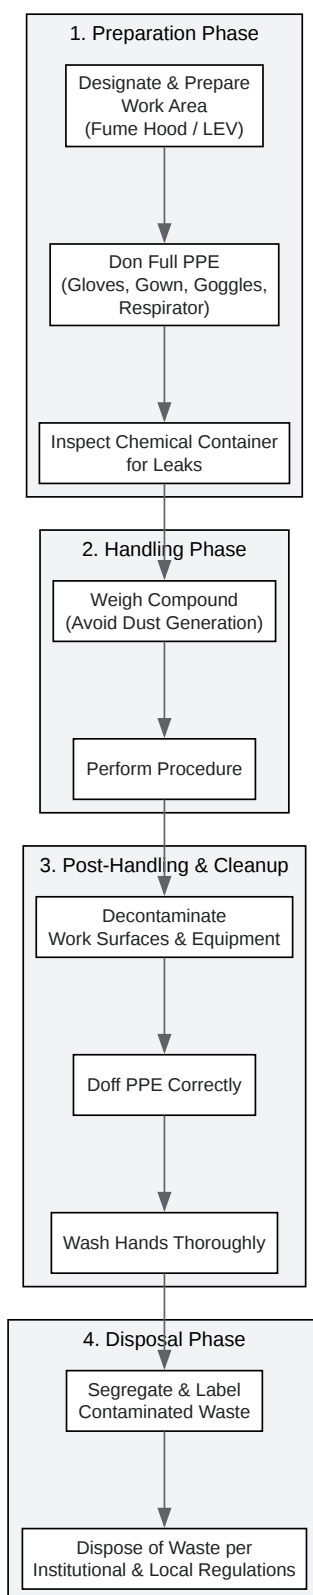 1. Preparation Phase
Designate & Prepare
Work Area
(Fume Hood / LEV)
Don Full PPE
(Gloves, Gown, Goggles,
Respirator)
Inspect Chemical Container
for Leaks
2. Handling Phase
Weigh Compound
(Avoid Dust Generation)
Perform Procedure
3. Post-Handling & Cleanup
Decontaminate
Work Surfaces & Equipment
Doff PPE Correctly
Wash Hands Thoroughly
4. Disposal Phase
Segregate & Label
Contaminated Waste
Dispose of Waste per
Institutional & Local Regulations